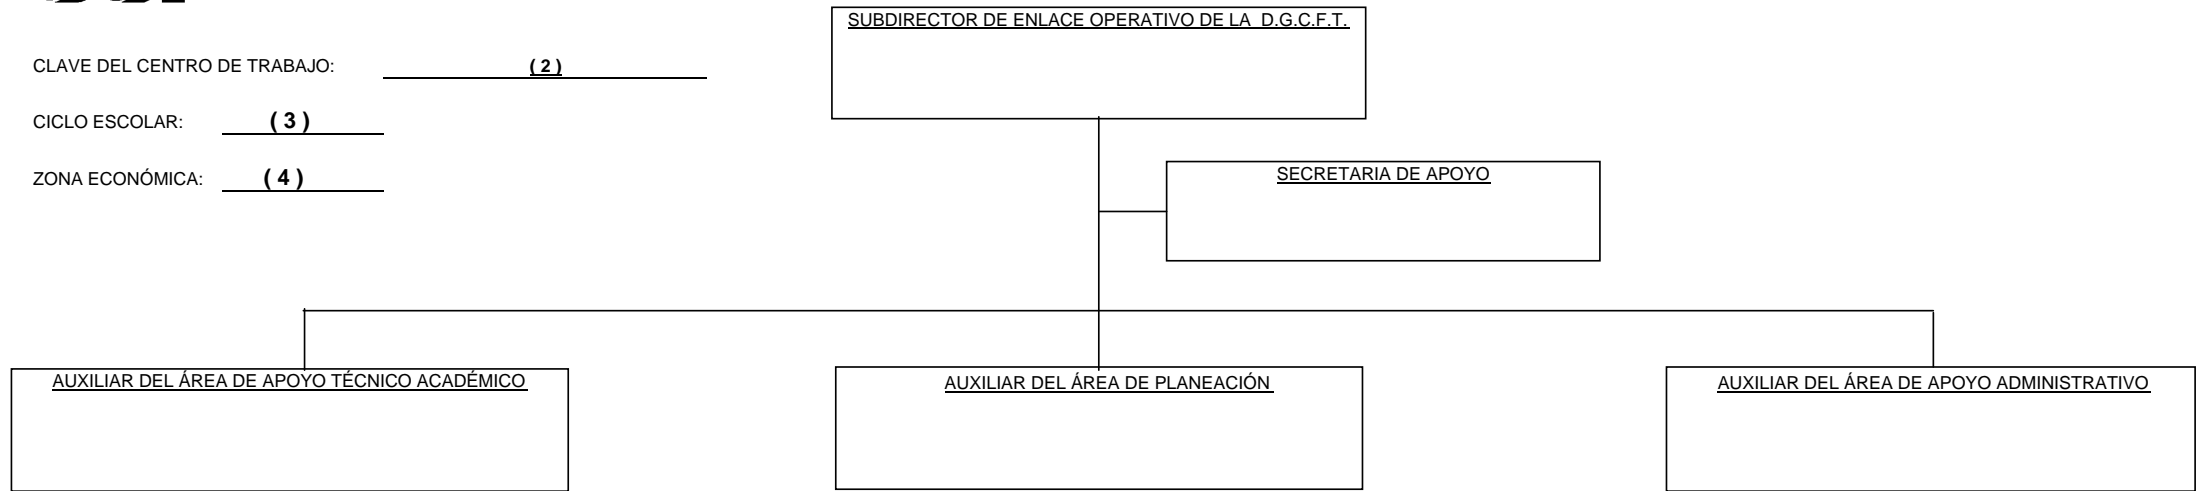 SUBDIRECTOR DE ENLACE OPERATIVO DE LA D.G.C.F.T.
CLAVE DEL CENTRO DE TRABAJO: ( 2 )
CICLO ESCOLAR: ( 3 )
ZONA ECONÓMICA: ( 4 )
SECRETARIA DE APOYO
AUXILIAR DEL ÁREA DE APOYO TÉCNICO ACADÉMICO
AUXILIAR DEL ÁREA DE PLANEACIÓN
AUXILIAR DEL ÁREA DE APOYO ADMINISTRATIVO